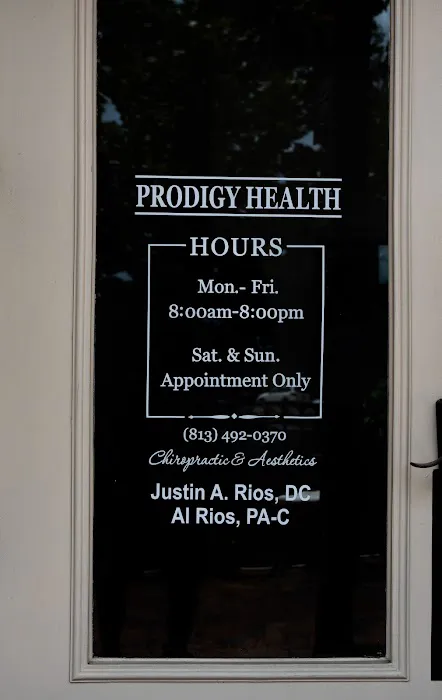 PRODIGY HEALTH
HOURS
Mon.- Fri.
8:00am-8:00pm
Sat. & Sun.
Appointment Only
(813) 492-0370
Chiropractic & Aesthetics
Justin A. Rios, DC
Al Rios, PA-C